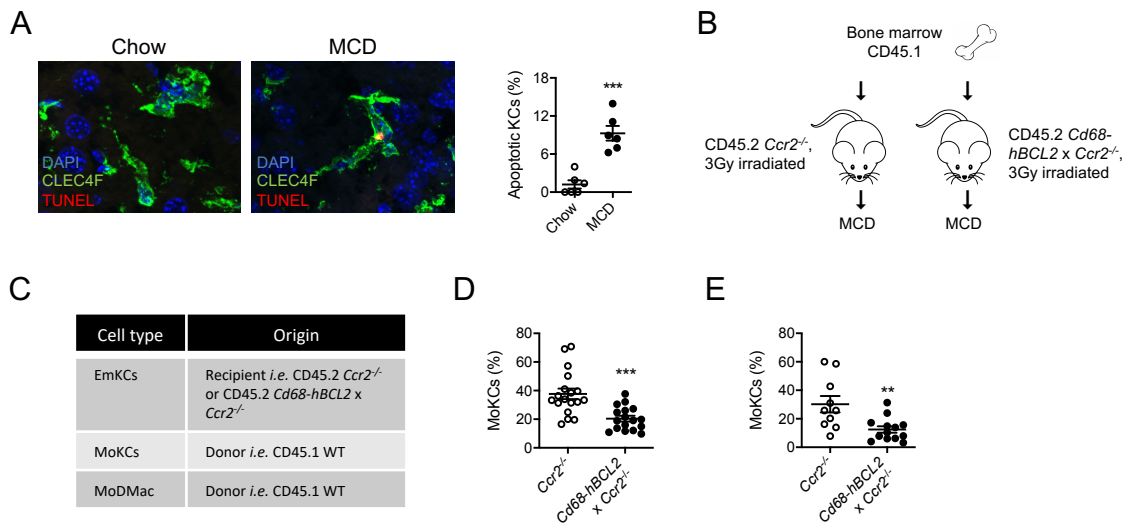 A
Chow
MCD
DAPI
CLEC4F
TUNEL
DAPI
CLEC4F
TUNEL
Apoptotic KCs (%)
18
12
6
0
***
Chow
MCD
B
Bone marrow
CD45.1
CD45.2 Ccr2-/-,
3Gy irradiated
CD45.2 Cd68-
hBCL2 x Ccr2-/-,
3Gy irradiated
MCD
MCD
C
Cell type
Origin
EmKCs
Recipient i.e. CD45.2 Ccr2-/-
or CD45.2 Cd68-hBCL2 x
Ccr2-/-
MoKCs
Donor i.e. CD45.1 WT
MoDMac
Donor i.e. CD45.1 WT
D
MoKCs (%)
80
60
40
20
0
***
Ccr2-/-
Cd68-hBCL2
x Ccr2-/-
E
MoKCs (%)
80
60
40
20
0
**
Ccr2-/-
Cd68-hBCL2
x Ccr2-/-